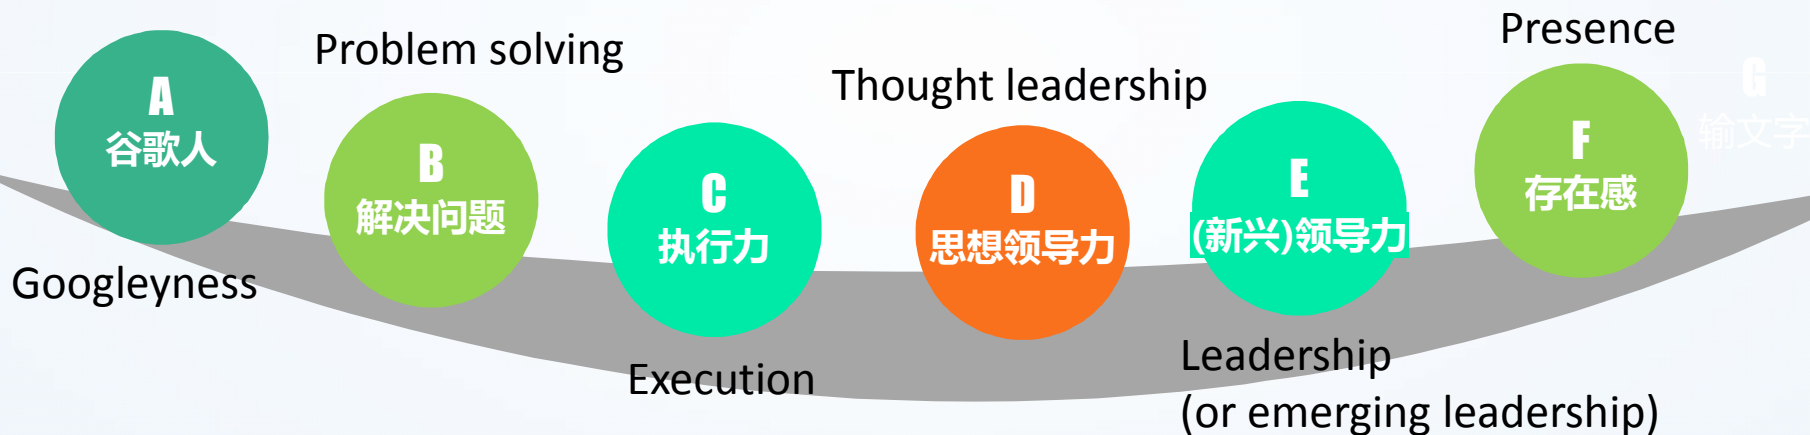 A
谷歌人
Googleyness
Problem solving
B
解决问题
C
执行力
Execution
Thought leadership
D
思想领导力
E
(新兴)领导力
Leadership
(or emerging leadership)
Presence
F
存在感
G
输文字